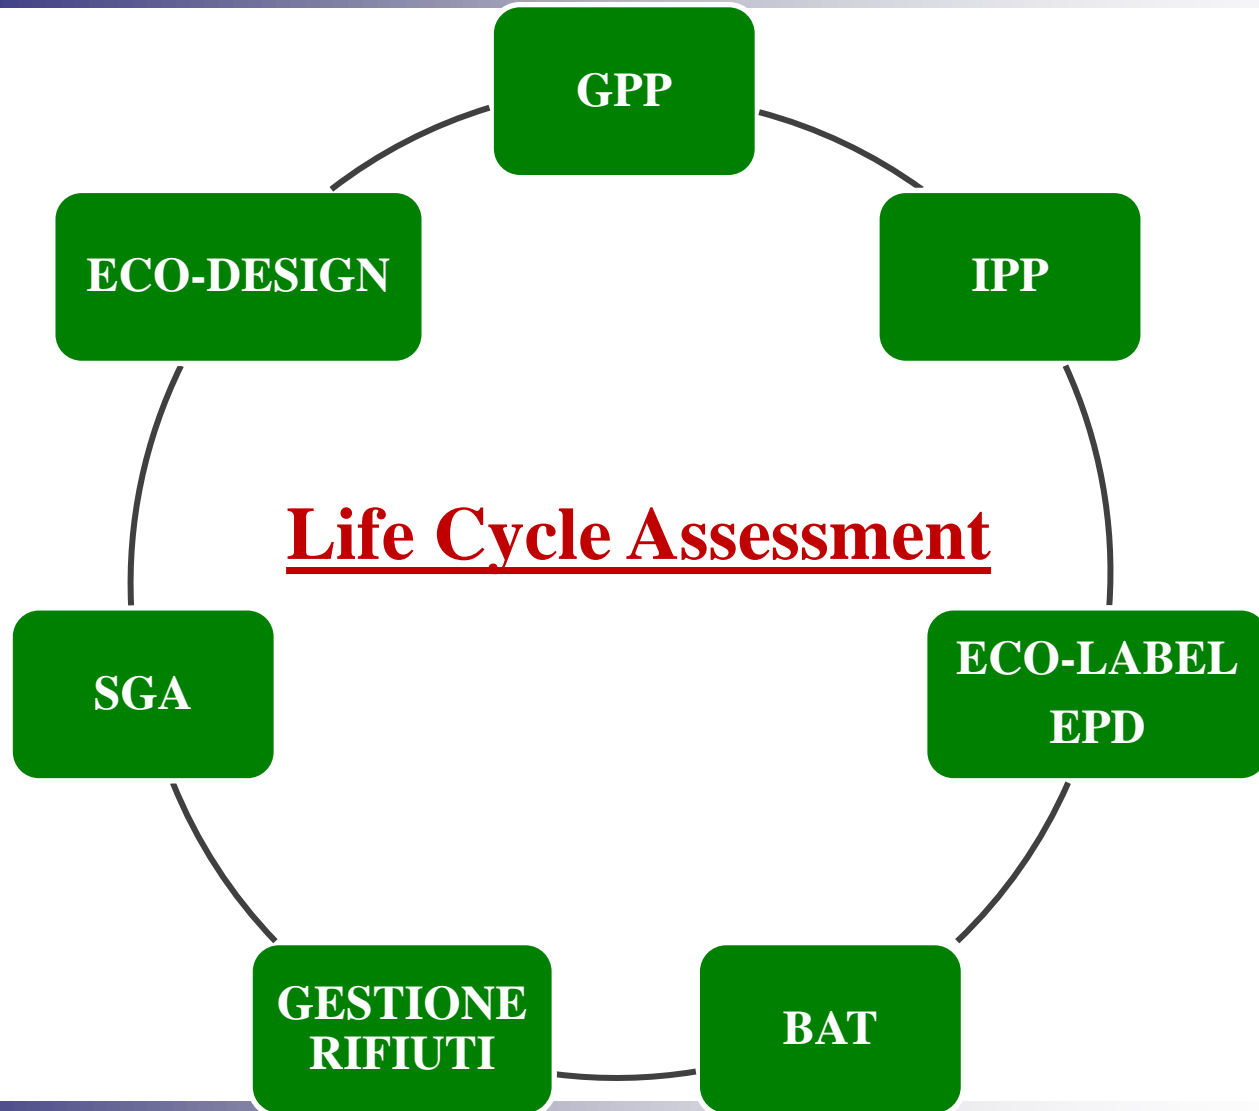 GPP
ECO-DESIGN
IPP
Life Cycle Assessment
SGA
ECO-LABEL
EPD
GESTIONE
RIFIUTI
BAT